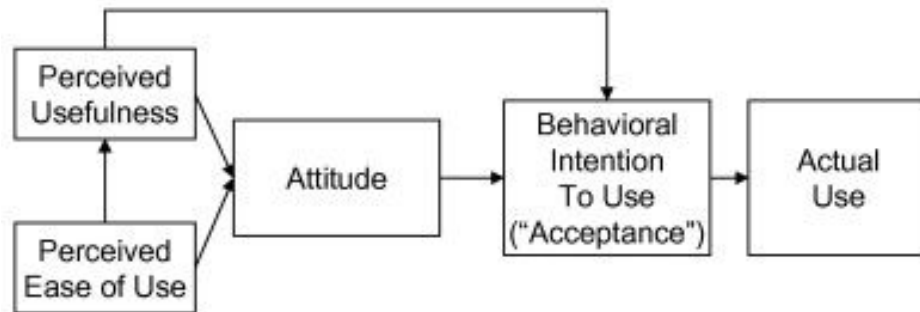 Perceived
Usefulness
Perceived
Ease of Use
Attitude
Behavioral
Intention
To Use
("Acceptance")
Actual
Use